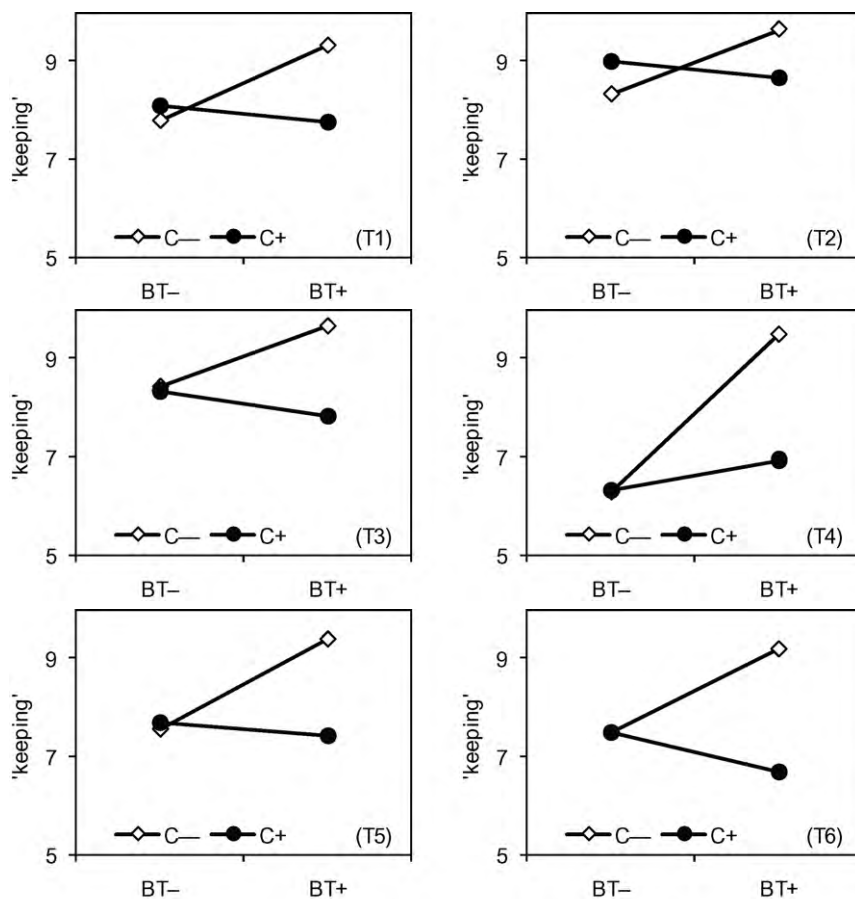 9
7
5
'keeping'
C— C+ (T1)
BT– BT+
9
7
5
'keeping'
C— C+ (T2)
BT– BT+
9
7
5
'keeping'
C— C+ (T3)
BT– BT+
9
7
5
'keeping'
C— C+ (T4)
BT– BT+
9
7
5
'keeping'
C— C+ (T5)
BT– BT+
9
7
5
'keeping'
C— C+ (T6)
BT– BT+